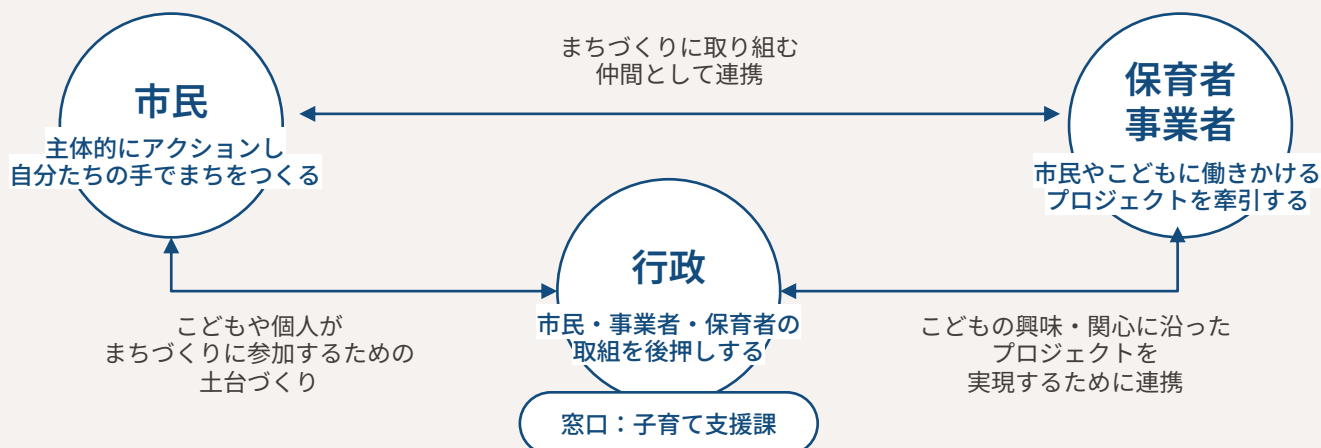 まちづくりに取り組む
仲間として連携
市民
主体的にアクションし
自分たちの手でまちをつくる
保育者
事業者
市民やこどもに働きかける
プロジェクトを牽引する
行政
市民・事業者・保育者の
取組を後押しする
窓口：子育て支援課
こどもや個人が
まちづくりに参加するための
土台づくり
こどもの興味・関心に沿った
プロジェクトを
実現するために連携